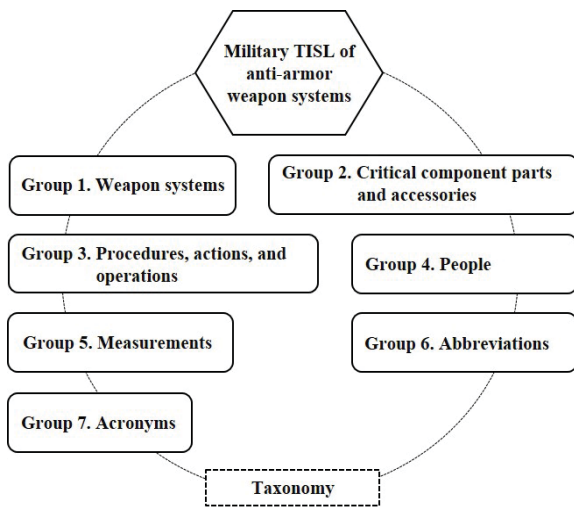 Military TISL of
anti-armor
weapon systems
Group 1. Weapon systems
Group 2. Critical component parts
and accessories
Group 3. Procedures, actions, and
operations
Group 4. People
Group 5. Measurements
Group 6. Abbreviations
Group 7. Acronyms
Taxonomy